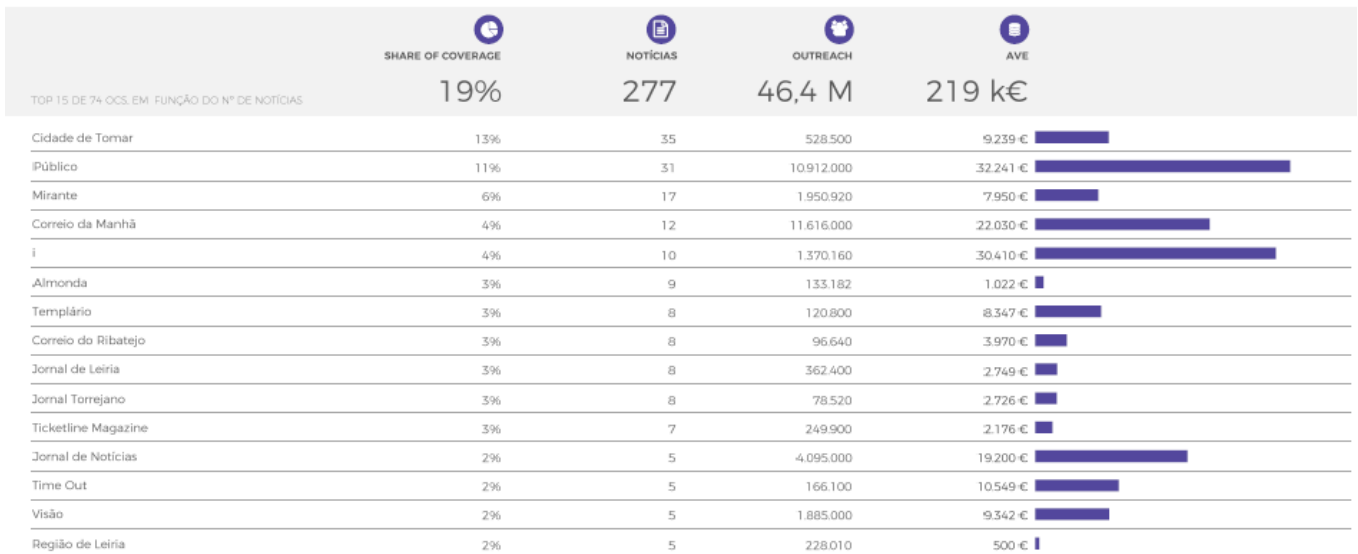 SHARE OF COVERAGE NOTÍCIAS OUTREACH AVE
TOP 15 DE 74 OCS, EM FUNÇÃO DO Nº DE NOTÍCIAS 19% 277 46,4 M 219 k€
Cidade de Tomar 13% 35 528.500 9.239 €
Público 11% 31 10.912.000 32.241 €
Mirante 6% 17 1.950.920 7.950 €
Correio da Manhã 4% 12 11.616.000 22.030 €
i 4% 10 1.370.160 30.410 €
Almonda 3% 9 133.182 1.022 €
Templário 3% 8 120.800 8.347 €
Correio do Ribatejo 3% 8 96.640 3.970 €
Jornal de Leiria 3% 8 362.400 2.749 €
Jornal Torrejano 3% 8 78.520 2.726 €
Ticketline Magazine 3% 7 249.900 2.176 €
Jornal de Notícias 2% 5 4.095.000 19.200 €
Time Out 2% 5 166.100 10.549 €
Visão 2% 5 1.885.000 9.342 €
Região de Leiria 2% 5 228.010 500 €